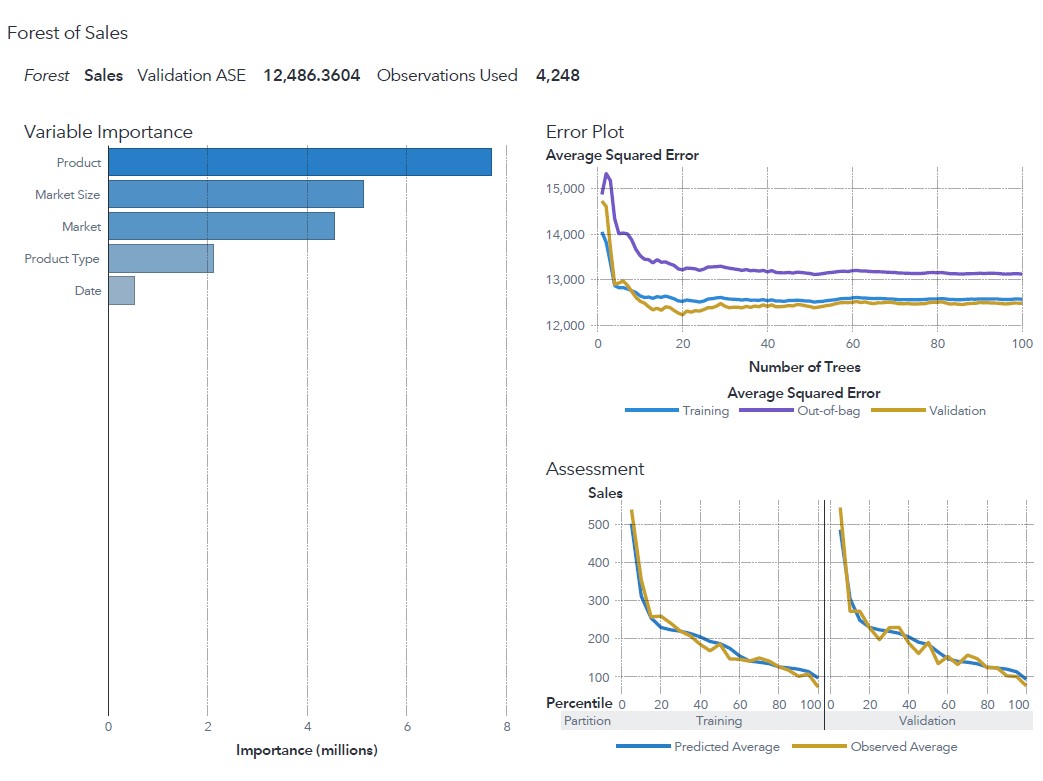 Forest of Sales
Forest Sales Validation ASE 12,486.3604 Observations Used 4,248
Variable Importance
Product
Market Size
Market
Product Type
Date
0 2 4 6 8
Importance (millions)
Error Plot
Average Squared Error
15,000
14,000
13,000
12,000
0 20 40 60 80 100
Number of Trees
Average Squared Error
Training Out-of-bag Validation
Assessment
Sales
500
400
300
200
100
Percentile 0 20 40 60 80 100 0 20 40 60 80 100
Partition Training Validation
Predicted Average Observed Average